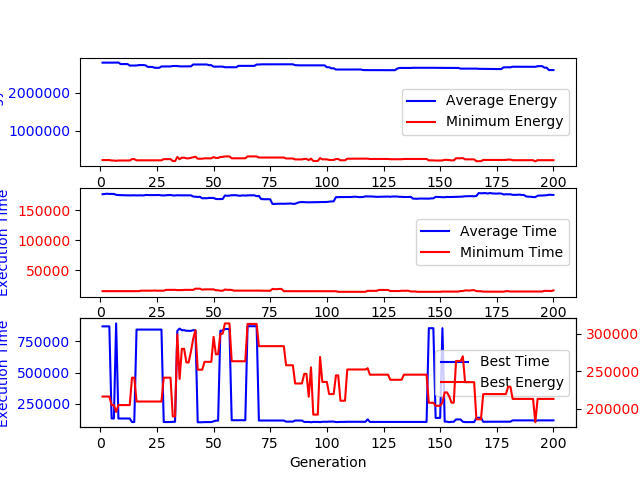 2000000
1000000
Average Energy
Minimum Energy
0 25 50 75 100 125 150 175 200
Execution Time
150000
100000
50000
Average Time
Minimum Time
0 25 50 75 100 125 150 175 200
Execution Time
750000
500000
250000
Best Time
Best Energy
300000
250000
200000
0 25 50 75 100 125 150 175 200
Generation